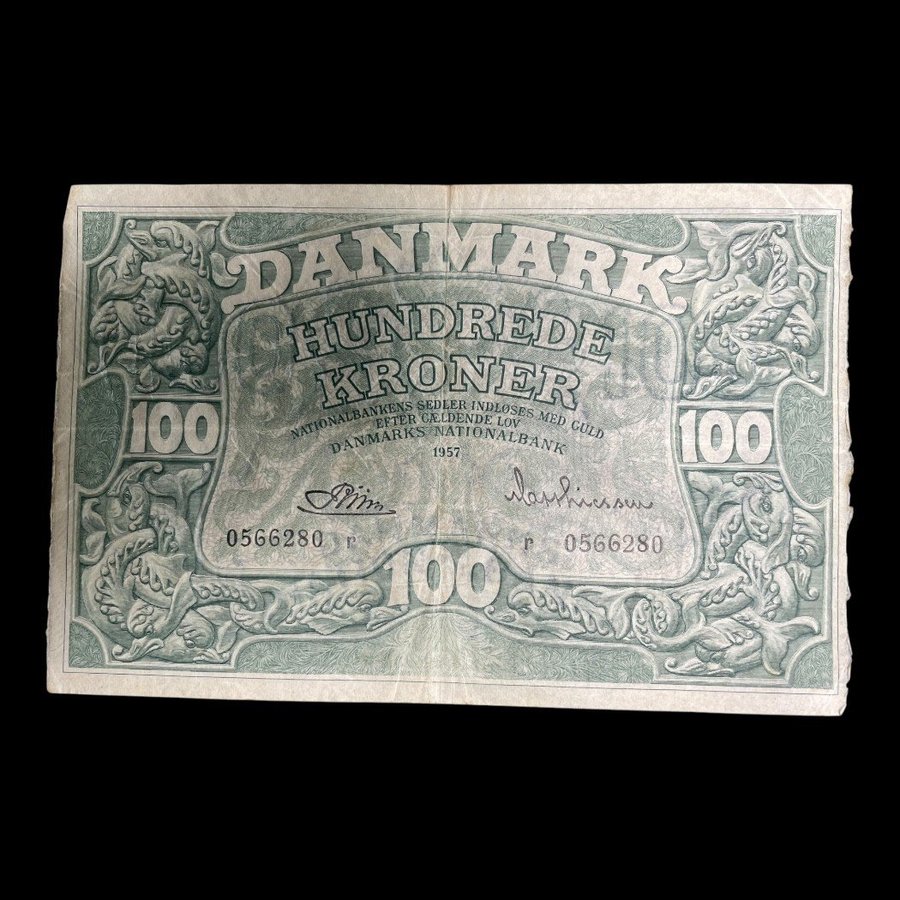 DANMARK
HUNDREDE
KRONER
NATIONALBANKENS SEDLER INDLØSES MED GULD
EFTER GÆLDENDE LOV
DANMARKS NATIONALBANK
1957
100 100
0566280 r r 0566280
100